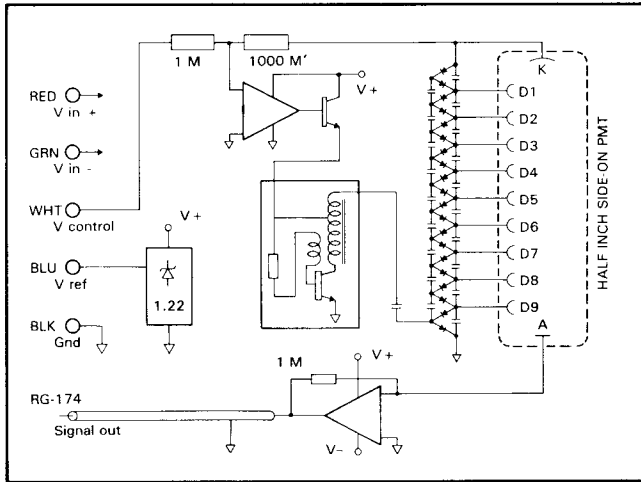 1 M
1000 M'
V+
K
RED
V in +
GRN
V in -
WHT
V control
V+
BLU
V ref
1.22
BLK
Gnd
D1
D2
D3
D4
D5
D6
D7
D8
D9
A
HALF INCH SIDE-ON PMT
1 M
V+
V-
RG-174
Signal out